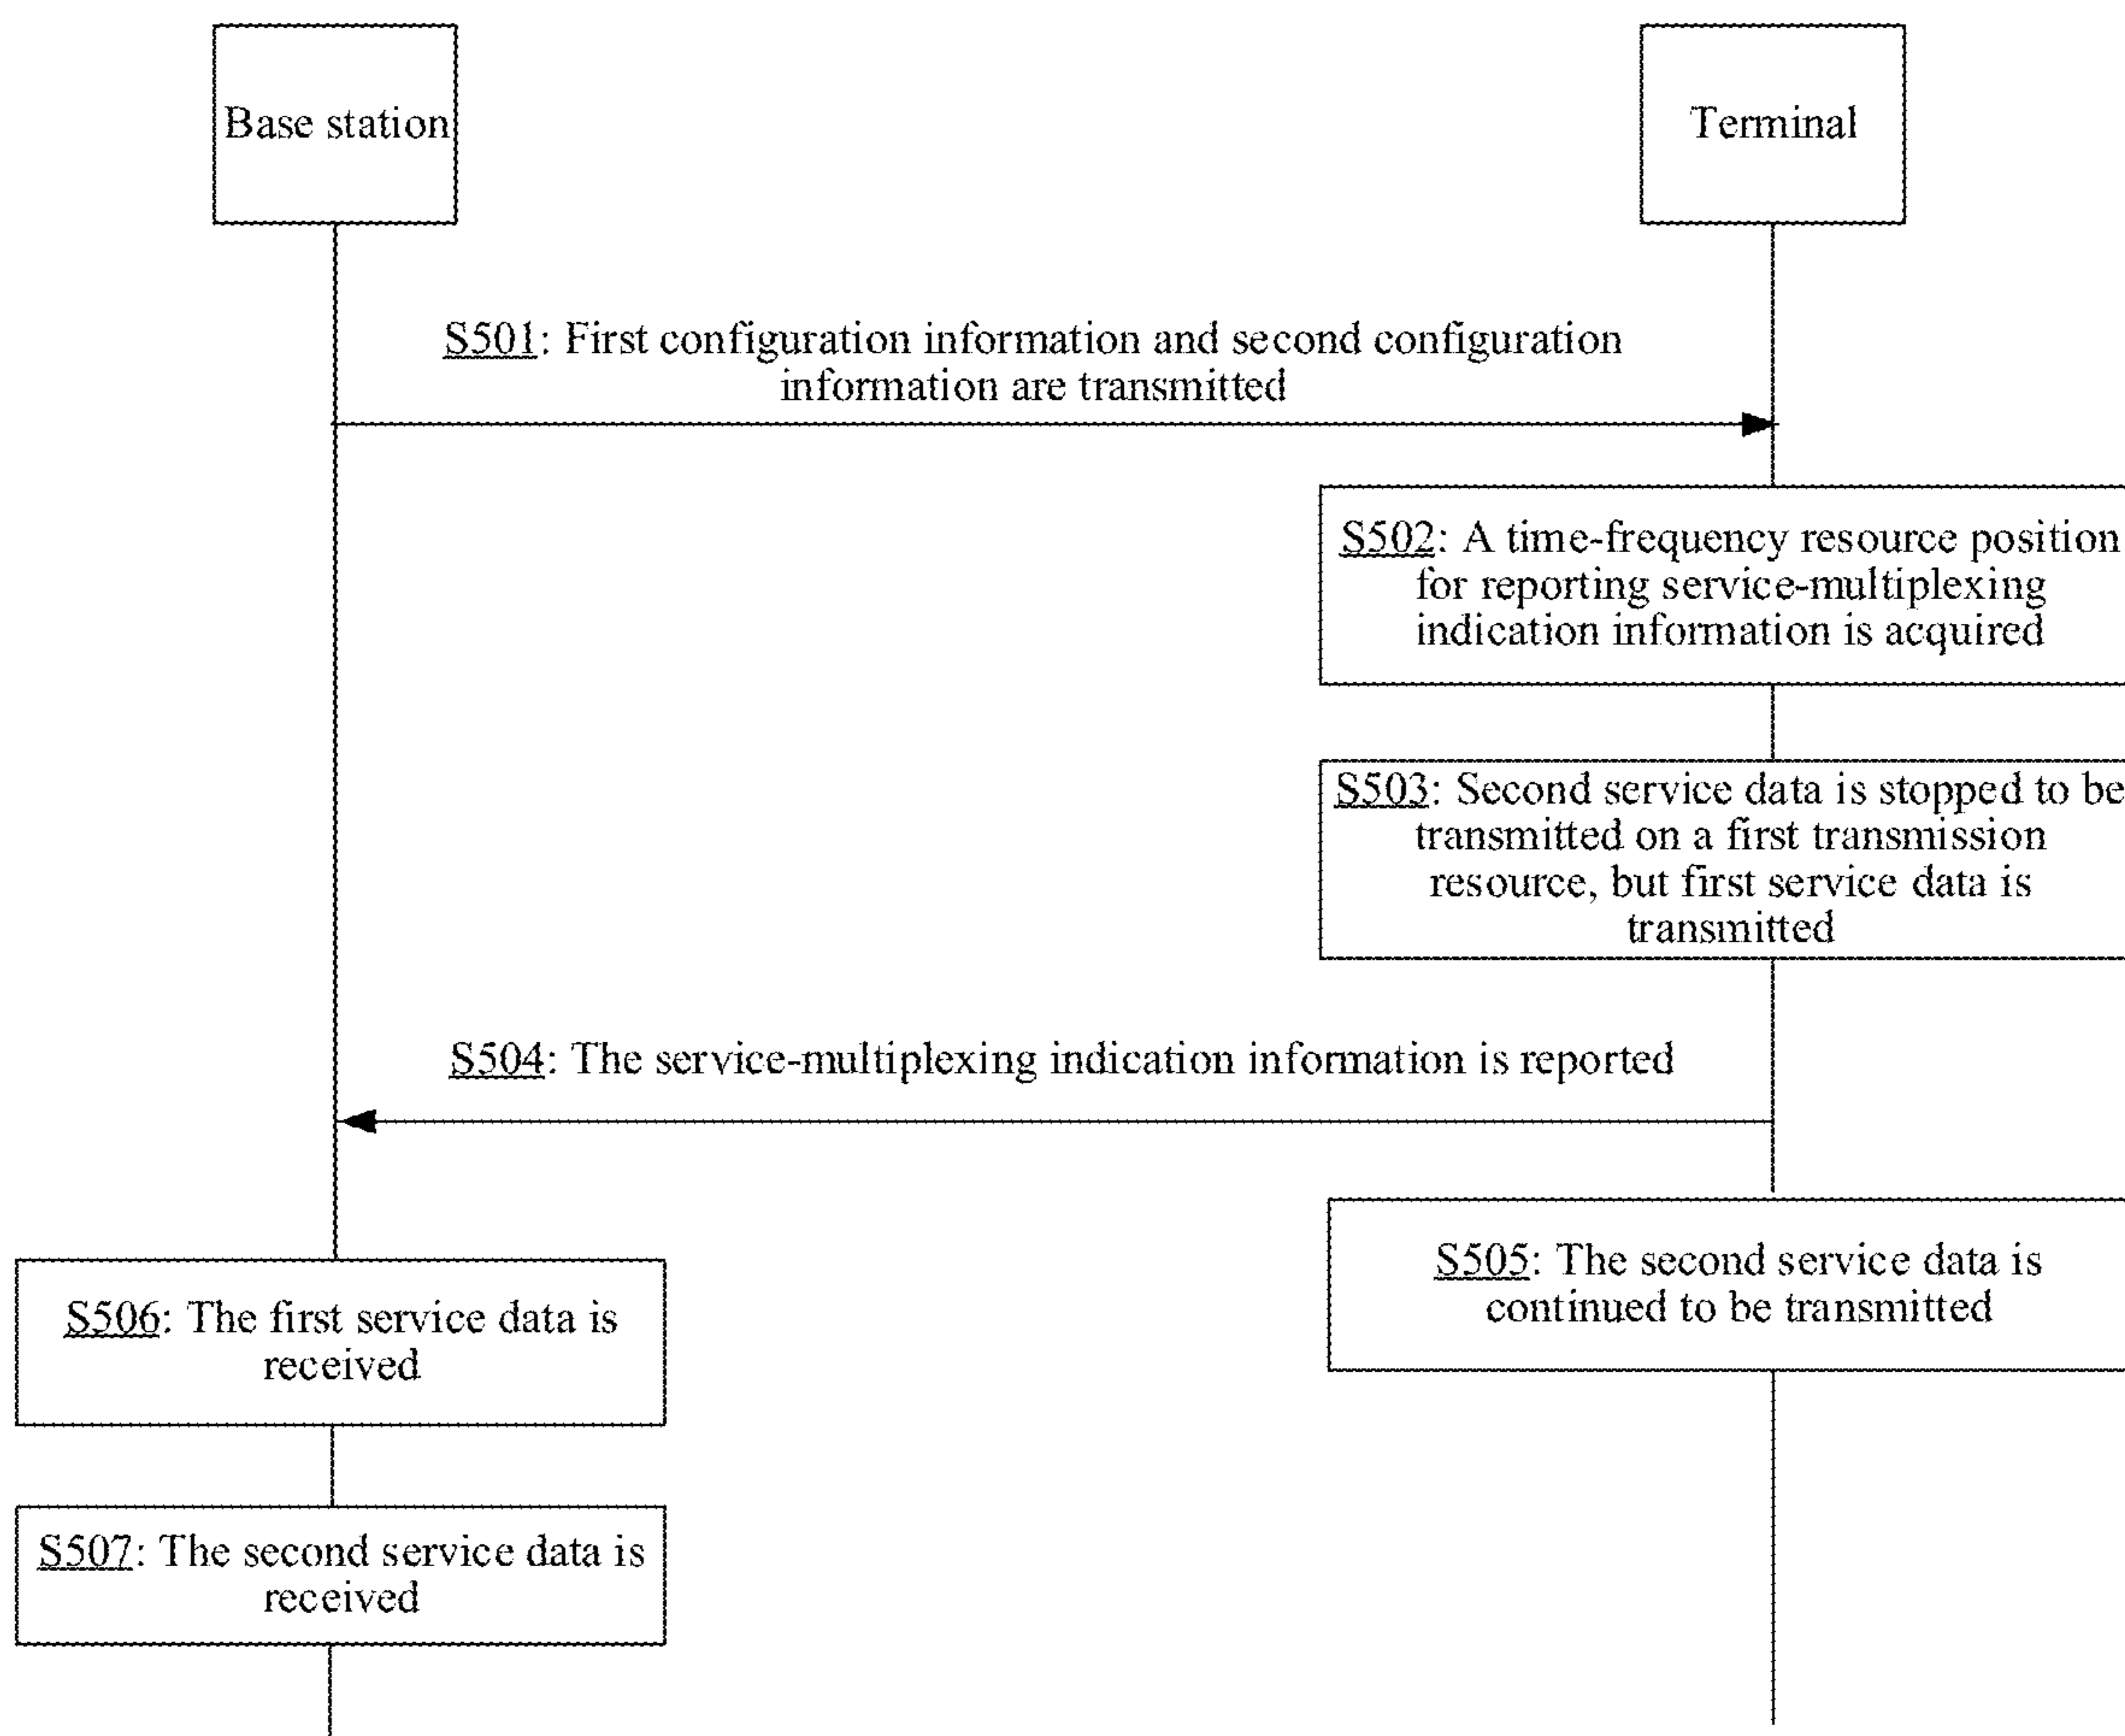 Base station
Terminal
S501: First configuration information and second configuration
information are transmitted
S502: A time-frequency resource position
for reporting service-multiplexing
indication information is acquired
S503: Second service data is stopped to be
transmitted on a first transmission
resource, but first service data is
transmitted
S504: The service-multiplexing indication information is reported
S505: The second service data is
continued to be transmitted
S506: The first service data is
received
S507: The second service data is
received